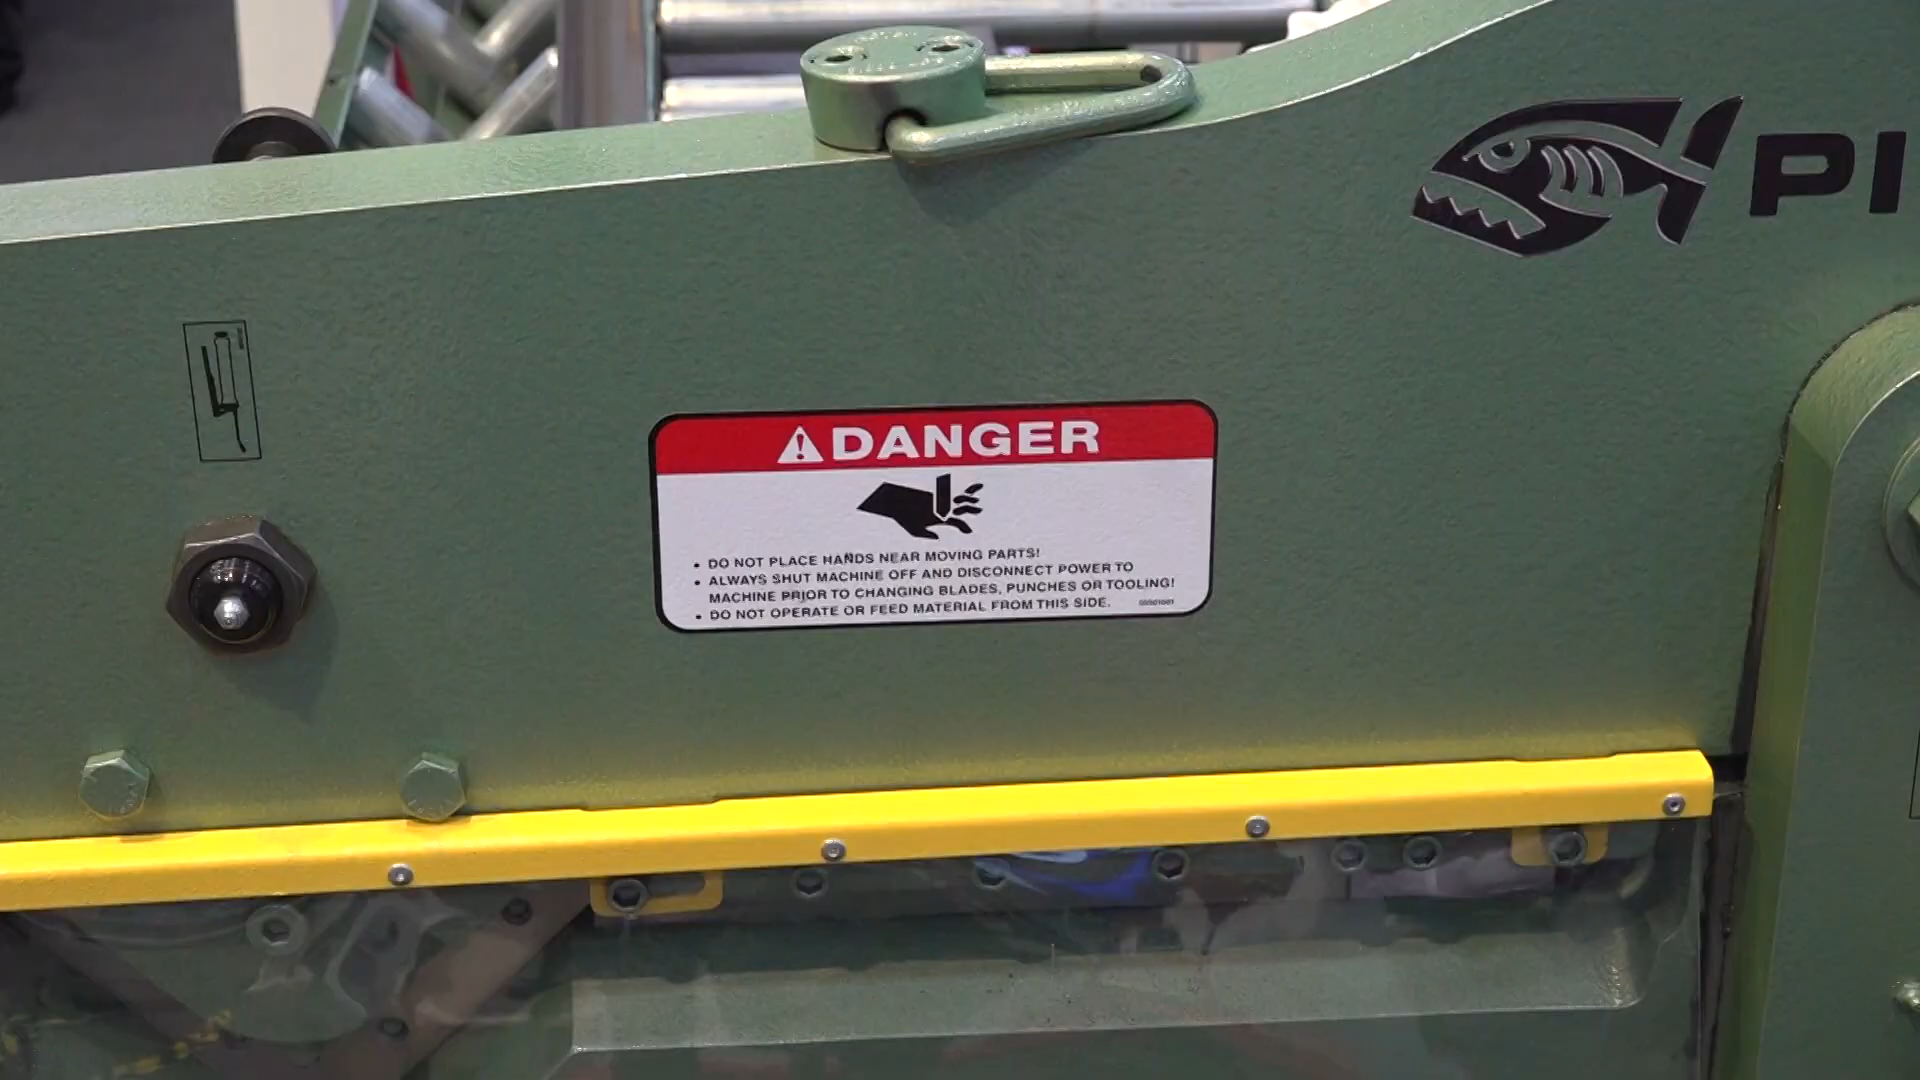 PI
DANGER
• DO NOT PLACE HANDS NEAR MOVING PARTS!
• ALWAYS SHUT MACHINE OFF AND DISCONNECT POWER TO
MACHINE PRIOR TO CHANGING BLADES, PUNCHES OR TOOLING!
• DO NOT OPERATE OR FEED MATERIAL FROM THIS SIDE.